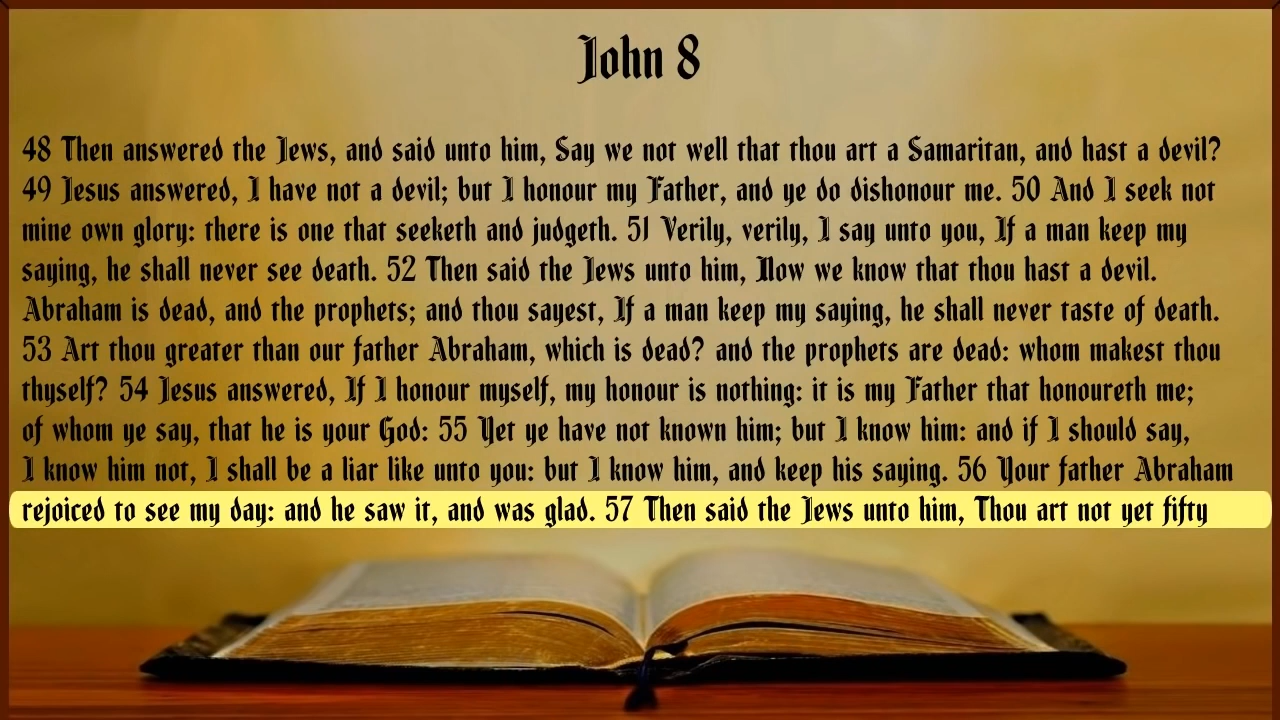 John 8
48 Then answered the Jews, and said unto him, Say we not well that thou art a Samaritan, and hast a devil?
49 Jesus answered, I have not a devil; but I honour my Father, and ye do dishonour me. 50 And I seek not
mine own glory: there is one that seeketh and judgeth. 51 Verily, verily, I say unto you, If a man keep my
saying, he shall never see death. 52 Then said the Jews unto him, Now we know that thou hast a devil.
Abraham is dead, and the prophets; and thou sayest, If a man keep my saying, he shall never taste of death.
53 Art thou greater than our father Abraham, which is dead? and the prophets are dead: whom makest thou
thyself? 54 Jesus answered, If I honour myself, my honour is nothing: it is my Father that honoureth me;
of whom ye say, that he is your God: 55 Yet ye have not known him; but I know him: and if I should say,
I know him not, I shall be a liar like unto you: but I know him, and keep his saying. 56 Your father Abraham
rejoiced to see my day: and he saw it, and was glad. 57 Then said the Jews unto him, Thou art not yet fifty